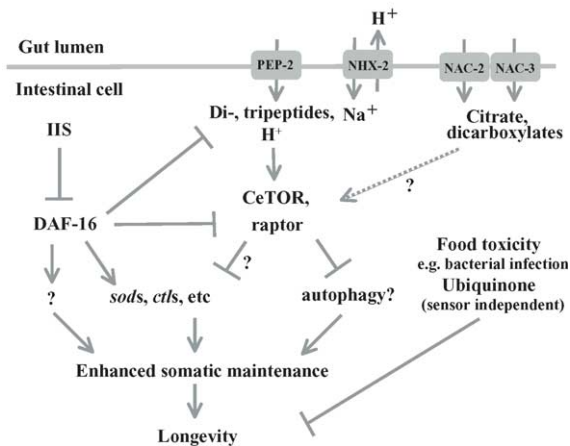 H+
Gut lumen
PEP-2 NHX-2 NAC-2 NAC-3
Intestinal cell
Di-, tripeptides, Na+
H+
Citrate,
dicarboxylates
IIS
?
CeTOR,
raptor
DAF-16
?
Food toxicity
e.g. bacterial infection
Ubiquinone
(sensor independent)
? sods, ctls, etc autophagy?
Enhanced somatic maintenance
Longevity